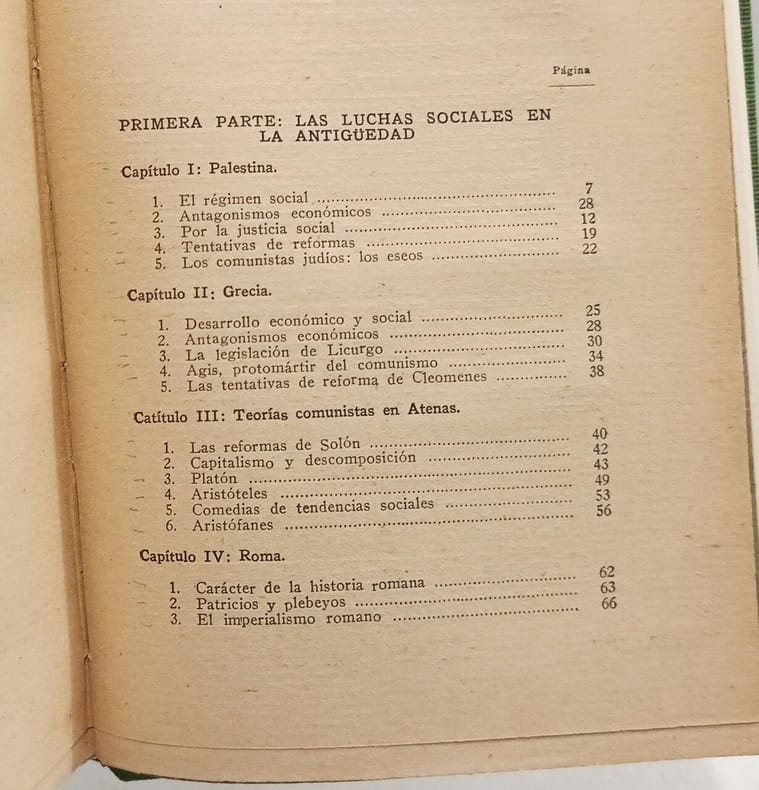 Página
PRIMERA PARTE: LAS LUCHAS SOCIALES EN
LA ANTIGÜEDAD
Capítulo I: Palestina.
1. El régimen social ........ 7
2. Antagonismos económicos ........ 28
3. Por la justicia social ........ 12
4. Tentativas de reformas ........ 19
5. Los comunistas judíos: los eseos ........ 22
Capítulo II: Grecia.
1. Desarrollo económico y social ........ 25
2. Antagonismos económicos ........ 28
3. La legislación de Licurgo ........ 30
4. Agis, protomártir del comunismo ........ 34
5. Las tentativas de reforma de Cleomenes ........ 38
Catítulo III: Teorías comunistas en Atenas.
1. Las reformas de Solón ........ 40
2. Capitalismo y descomposición ........ 42
3. Platón ........ 43
4. Aristóteles ........ 49
5. Comedias de tendencias sociales ........ 53
6. Aristófanes ........ 56
Capítulo IV: Roma.
1. Carácter de la historia romana ........ 62
2. Patricios y plebeyos ........ 63
3. El imperialismo romano ........ 66